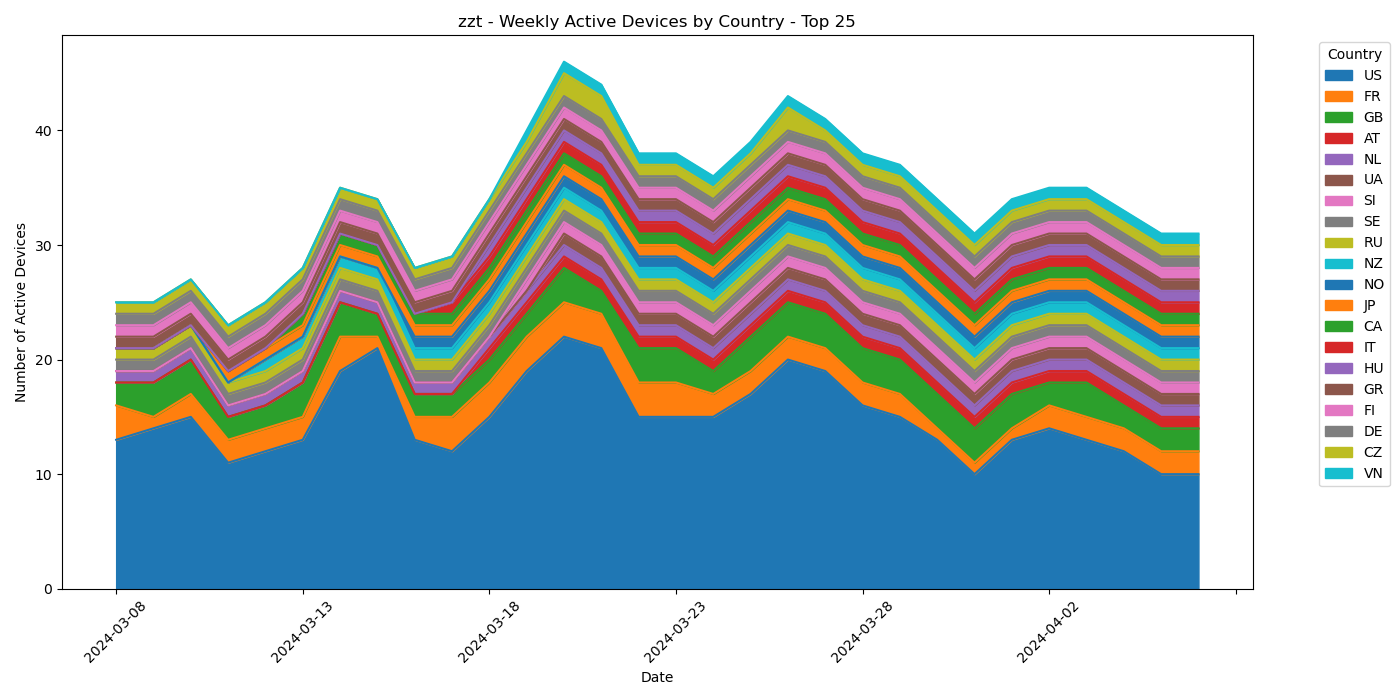 zzt - Weekly Active Devices by Country - Top 25
Number of Active Devices
40
30
20
10
0
2024-03-08
2024-03-13
2024-03-18
2024-03-23
2024-03-28
2024-04-02
Date
Country
US
FR
GB
AT
NL
UA
SI
SE
RU
NZ
NO
JP
CA
IT
HU
GR
FI
DE
CZ
VN